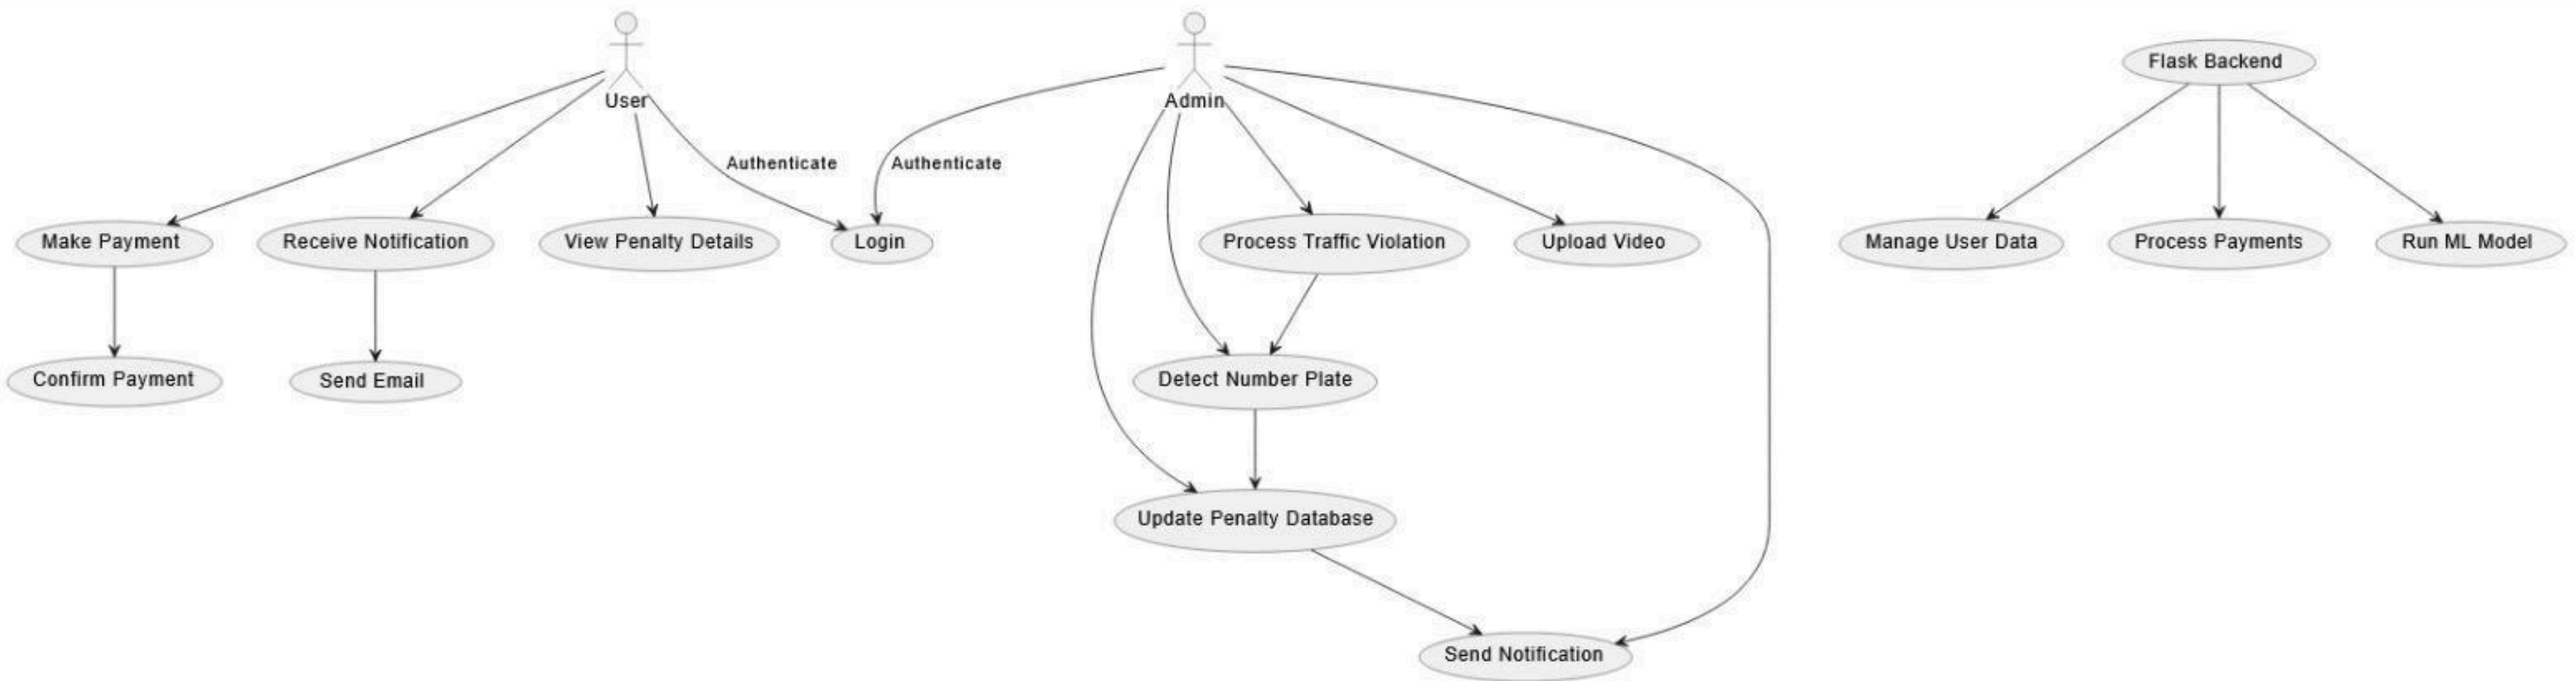 User
Admin
Flask Backend
Authenticate
Authenticate
Make Payment
Receive Notification
View Penalty Details
Login
Process Traffic Violation
Upload Video
Manage User Data
Process Payments
Run ML Model
Confirm Payment
Send Email
Detect Number Plate
Update Penalty Database
Send Notification